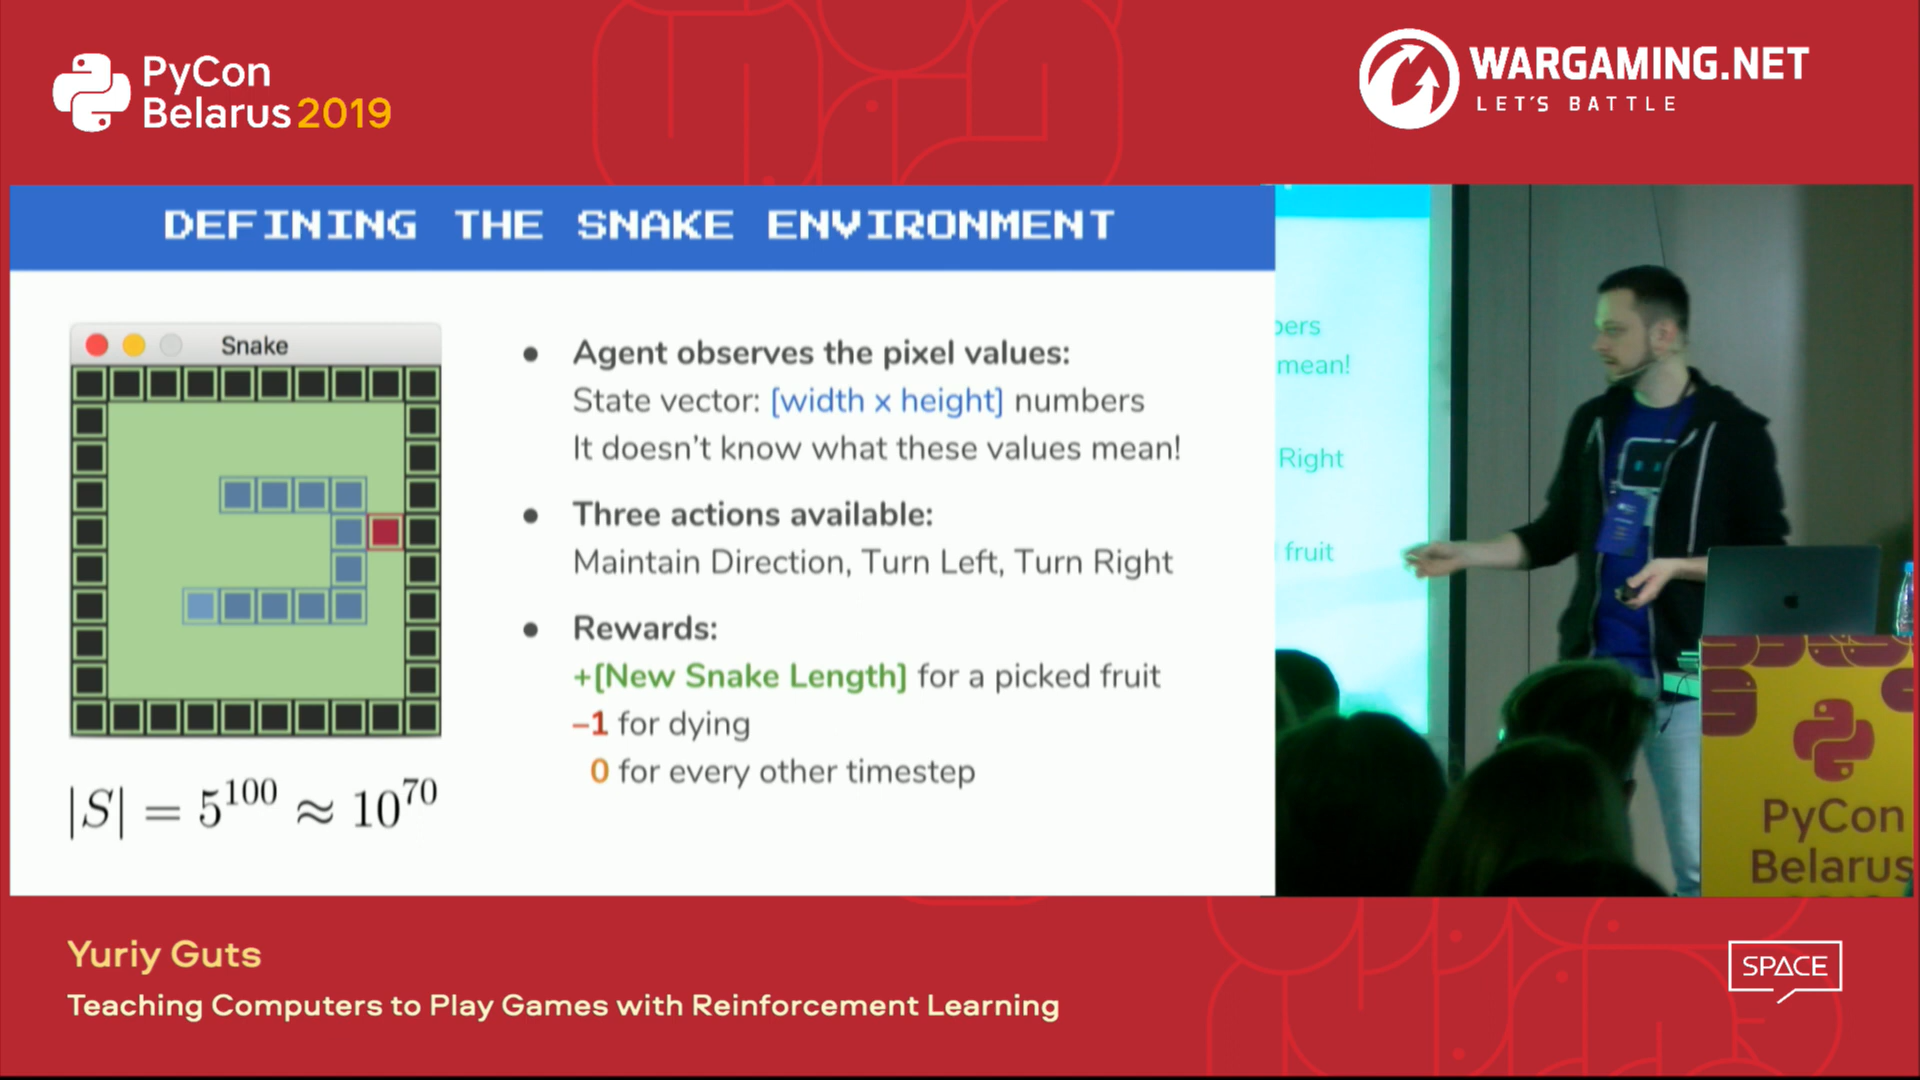 PyCon
Belarus 2019
WARGAMING.NET
LET'S BATTLE
DEFINING THE SNAKE ENVIRONMENT
Snake
|S| = 5^100 ≈ 10^70
● Agent observes the pixel values:
State vector: [width x height] numbers
It doesn't know what these values mean!
● Three actions available:
Maintain Direction, Turn Left, Turn Right
● Rewards:
+[New Snake Length] for a picked fruit
–1 for dying
0 for every other timestep
mean!
Right
fruit
PyCon
Belarus
Yuriy Guts
Teaching Computers to Play Games with Reinforcement Learning
SPACE